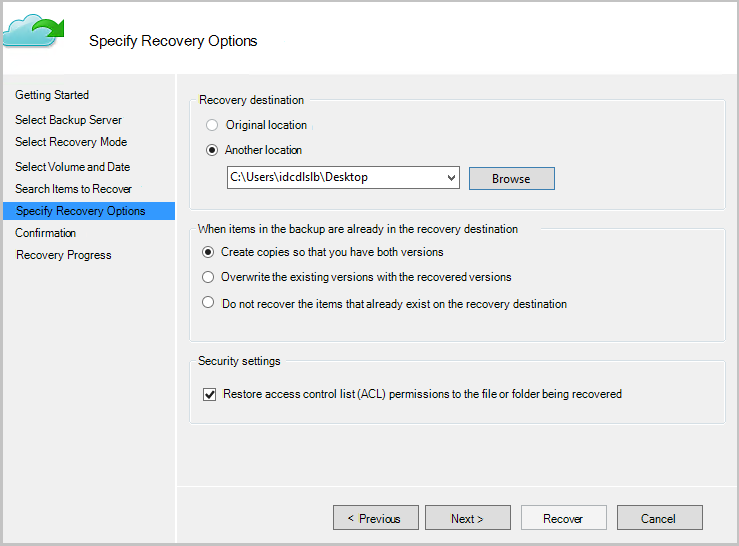 Specify Recovery Options
Getting Started
Select Backup Server
Select Recovery Mode
Select Volume and Date
Search Items to Recover
Specify Recovery Options
Confirmation
Recovery Progress
Recovery destination
Original location
Another location
C:\Users\idcdlslb\Desktop
Browse
When items in the backup are already in the recovery destination
Create copies so that you have both versions
Overwrite the existing versions with the recovered versions
Do not recover the items that already exist on the recovery destination
Security settings
Restore access control list (ACL) permissions to the file or folder being recovered
< Previous
Next >
Recover
Cancel